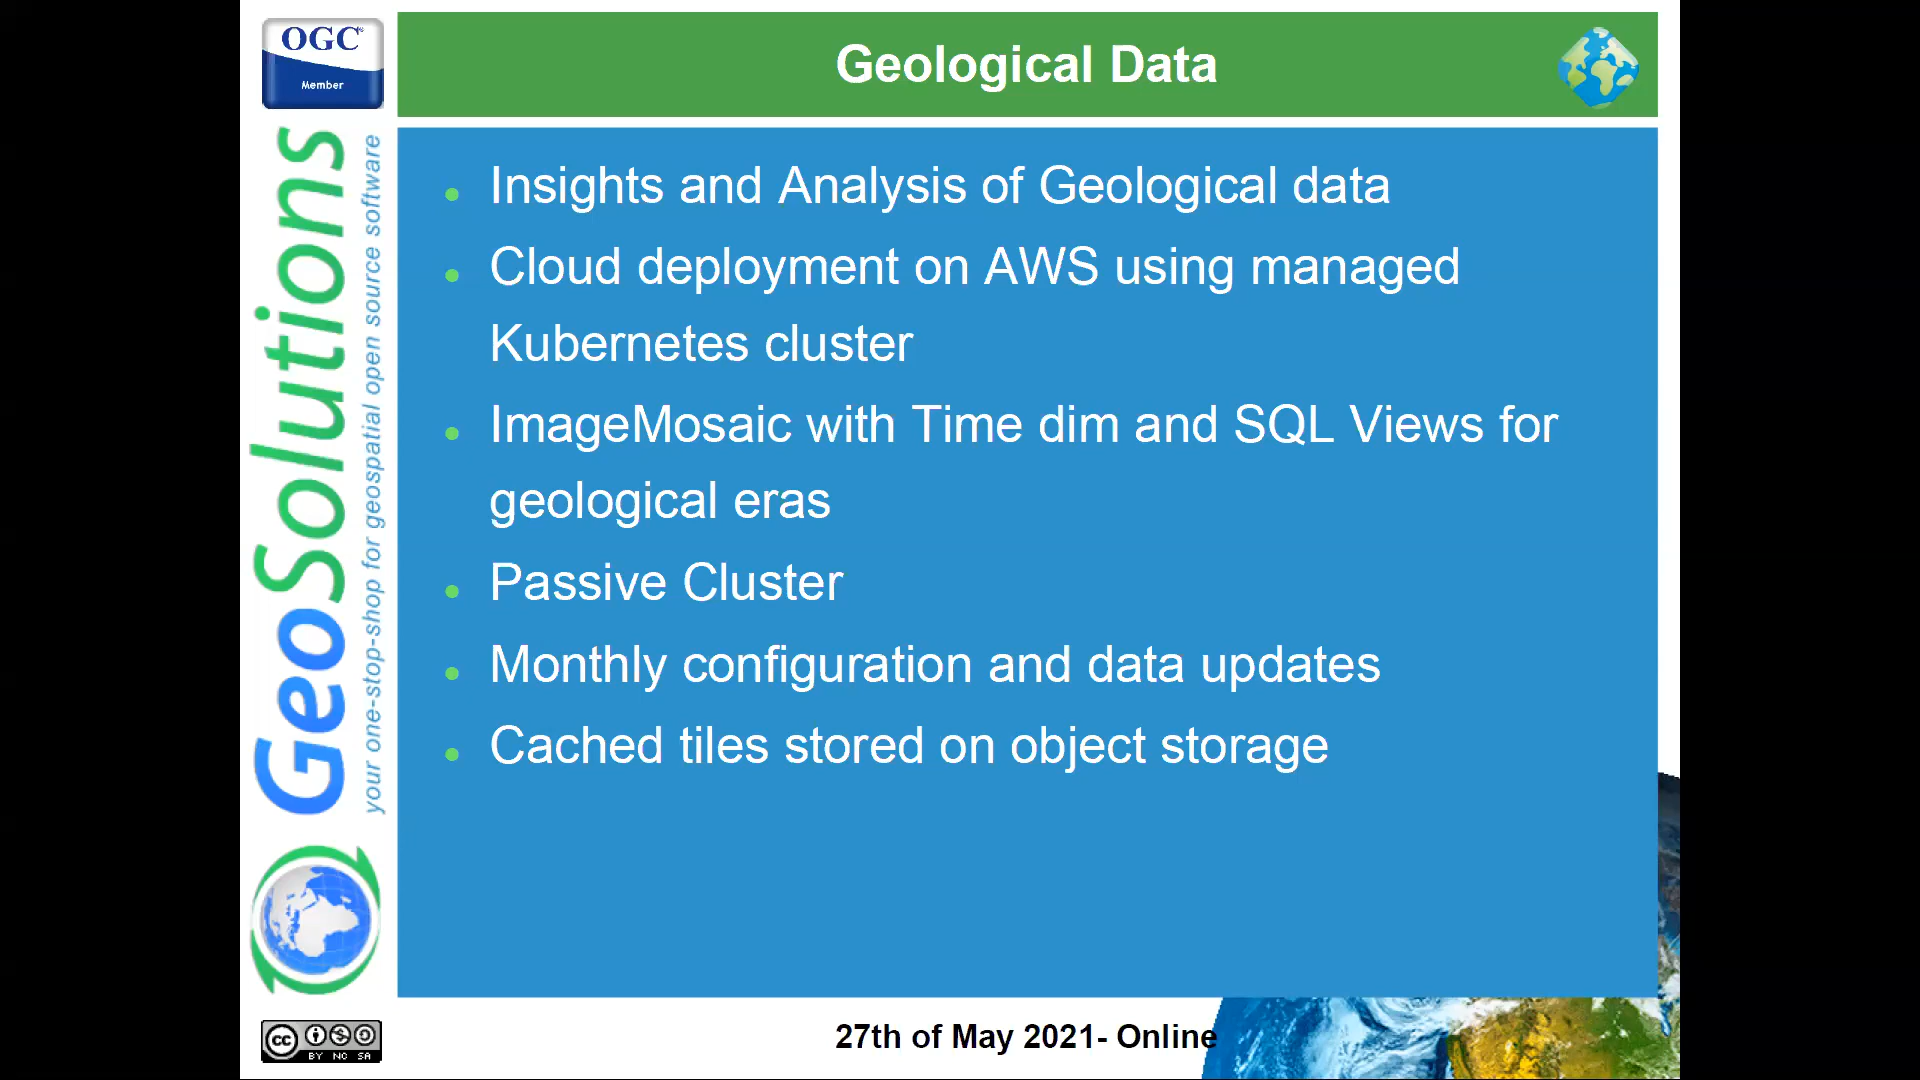 OGC®
Member
Geological Data
GeoSolutions
your one-stop-shop for geospatial open source software
Insights and Analysis of Geological data
Cloud deployment on AWS using managed
Kubernetes cluster
ImageMosaic with Time dim and SQL Views for
geological eras
Passive Cluster
Monthly configuration and data updates
Cached tiles stored on object storage
cc
BY NC SA
27th of May 2021- Online